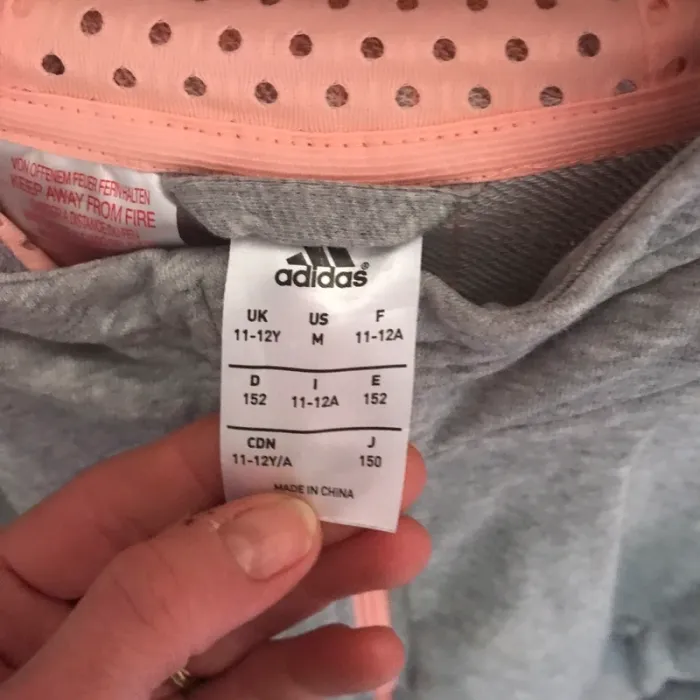 VON OFFENEM FEUER FERNHALTEN
KEEP AWAY FROM FIRE
adidas®
UK US F
11-12Y M 11-12A
D I E
152 11-12A 152
CDN J
11-12Y/A 150
MADE IN CHINA